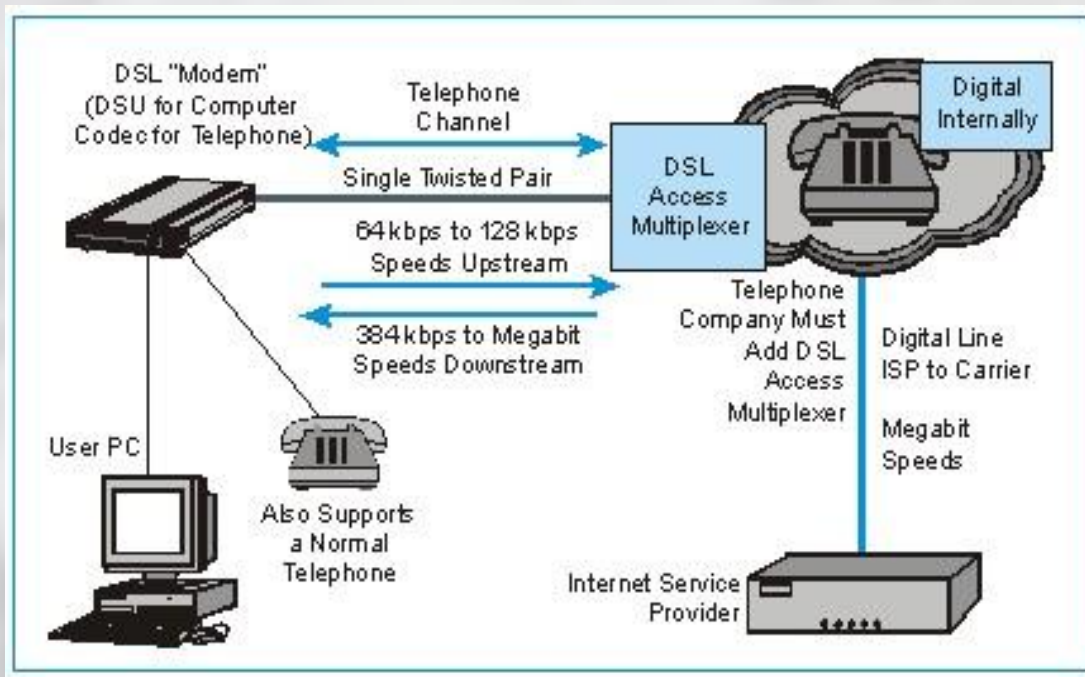 DSL "Modem"
(DSU for Computer
Codec for Telephone)
Telephone
Channel
Single Twisted Pair
64 kbps to 128 kbps
Speeds Upstream
384 kbps to Megabit
Speeds Downstream
DSL
Access
Multiplexer
Digital
Internally
Telephone
Company Must
Add DSL
Access
Multiplexer
Digital Line
ISP to Carrier
Megabit
Speeds
User PC
Also Supports
a Normal
Telephone
Internet Service
Provider